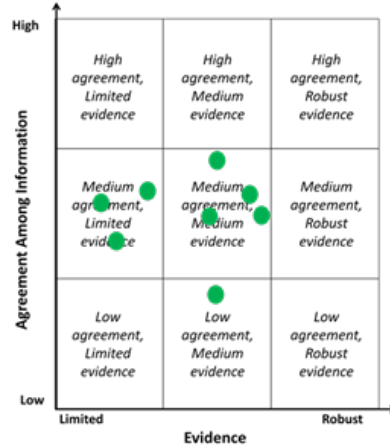 High
Agreement Among Information
High
agreement,
Limited
evidence
High
agreement,
Medium
evidence
High
agreement,
Robust
evidence
Medium
agreement,
Limited
evidence
Medium
agreement,
Medium
evidence
Medium
agreement,
Robust
evidence
Low
agreement,
Limited
evidence
Low
agreement,
Medium
evidence
Low
agreement,
Robust
evidence
Low
Limited
Robust
Evidence